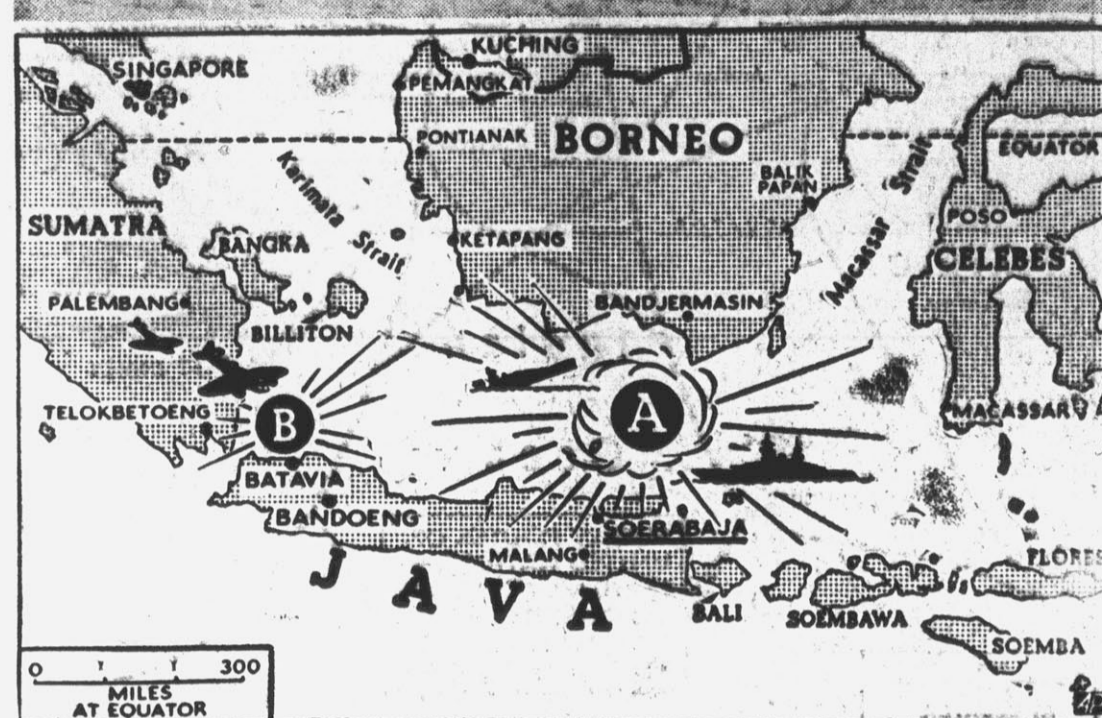 KUCHING
SINGAPORE
PEMANGKAT
PONTIANAK
BORNEO
EQUATOR
Karimata Strait
BALIK
PAPAN
Macassar Strait
SUMATRA
POSO
BANGKA
KETAPANG
CELEBES
PALEMBANG
BANDJERMASIN
BILLITON
TELOKBETOENG
B
A
MACASSAR
BATAVIA
BANDOENG
SOERABAJA
MALANG
JAVA
FLORES
BALI
SOEMBAWA
SOEMBA
0 300
MILES
AT EQUATOR